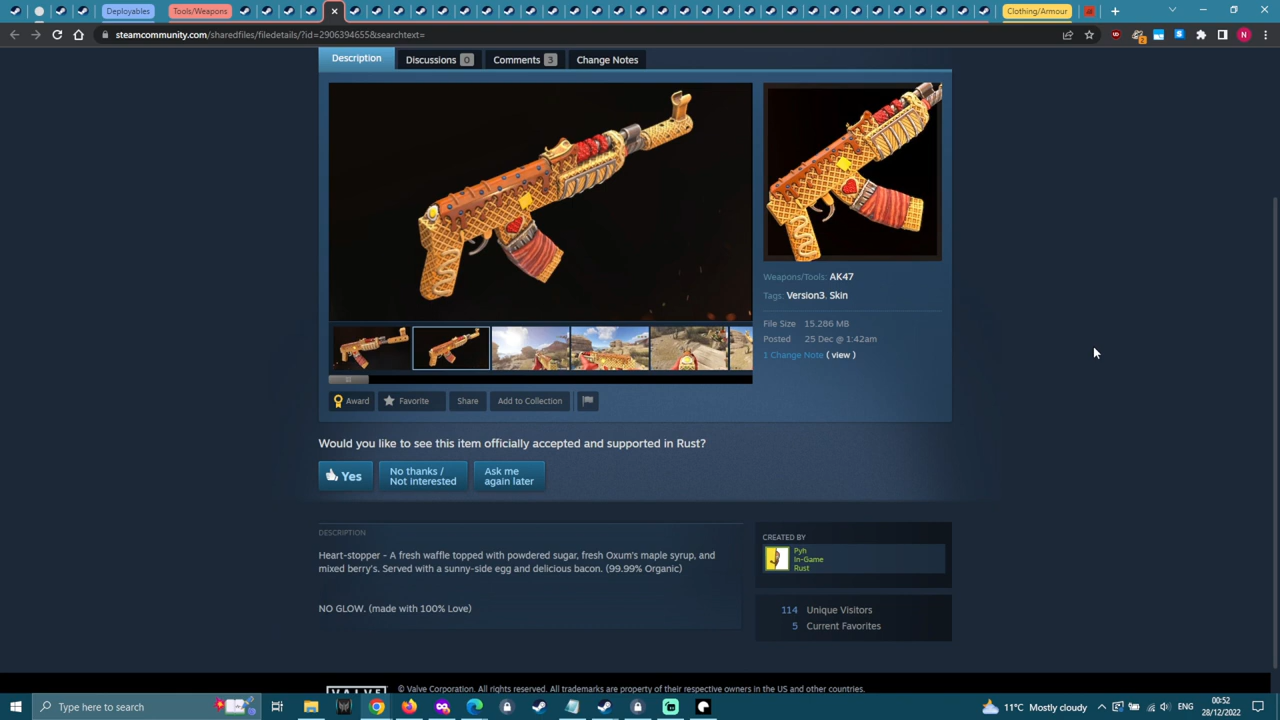 Deployables
Tools/Weapons
Clothing/Armour
steamcommunity.com/sharedfiles/filedetails/?id=2906394655&searchtext=
N
Description
Discussions 0
Comments 3
Change Notes
Weapons/Tools: AK47
Tags: Version3, Skin
File Size 15.286 MB
Posted 25 Dec @ 1:42am
1 Change Note ( view )
Award
Favorite
Share
Add to Collection
Would you like to see this item officially accepted and supported in Rust?
Yes
No thanks /
Not interested
Ask me
again later
DESCRIPTION
Heart-stopper - A fresh waffle topped with powdered sugar, fresh Oxum's maple syrup, and
mixed berry's. Served with a sunny-side egg and delicious bacon. (99.99% Organic)
NO GLOW. (made with 100% Love)
CREATED BY
Pyh
In-Game
Rust
114 Unique Visitors
5 Current Favorites
VALVE
© Valve Corporation. All rights reserved. All trademarks are property of their respective owners in the US and other countries.
Type here to search
11°C Mostly cloudy
ENG
00:52
28/12/2022